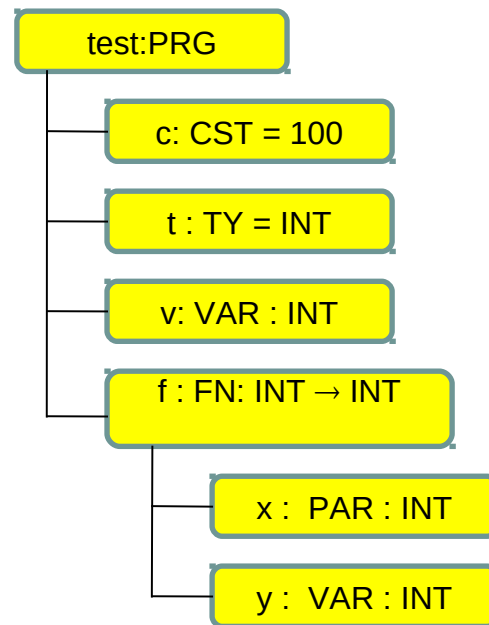 test:PRG
c: CST = 100
t : TY = INT
v: VAR : INT
f : FN: INT → INT
x : PAR : INT
y : VAR : INT